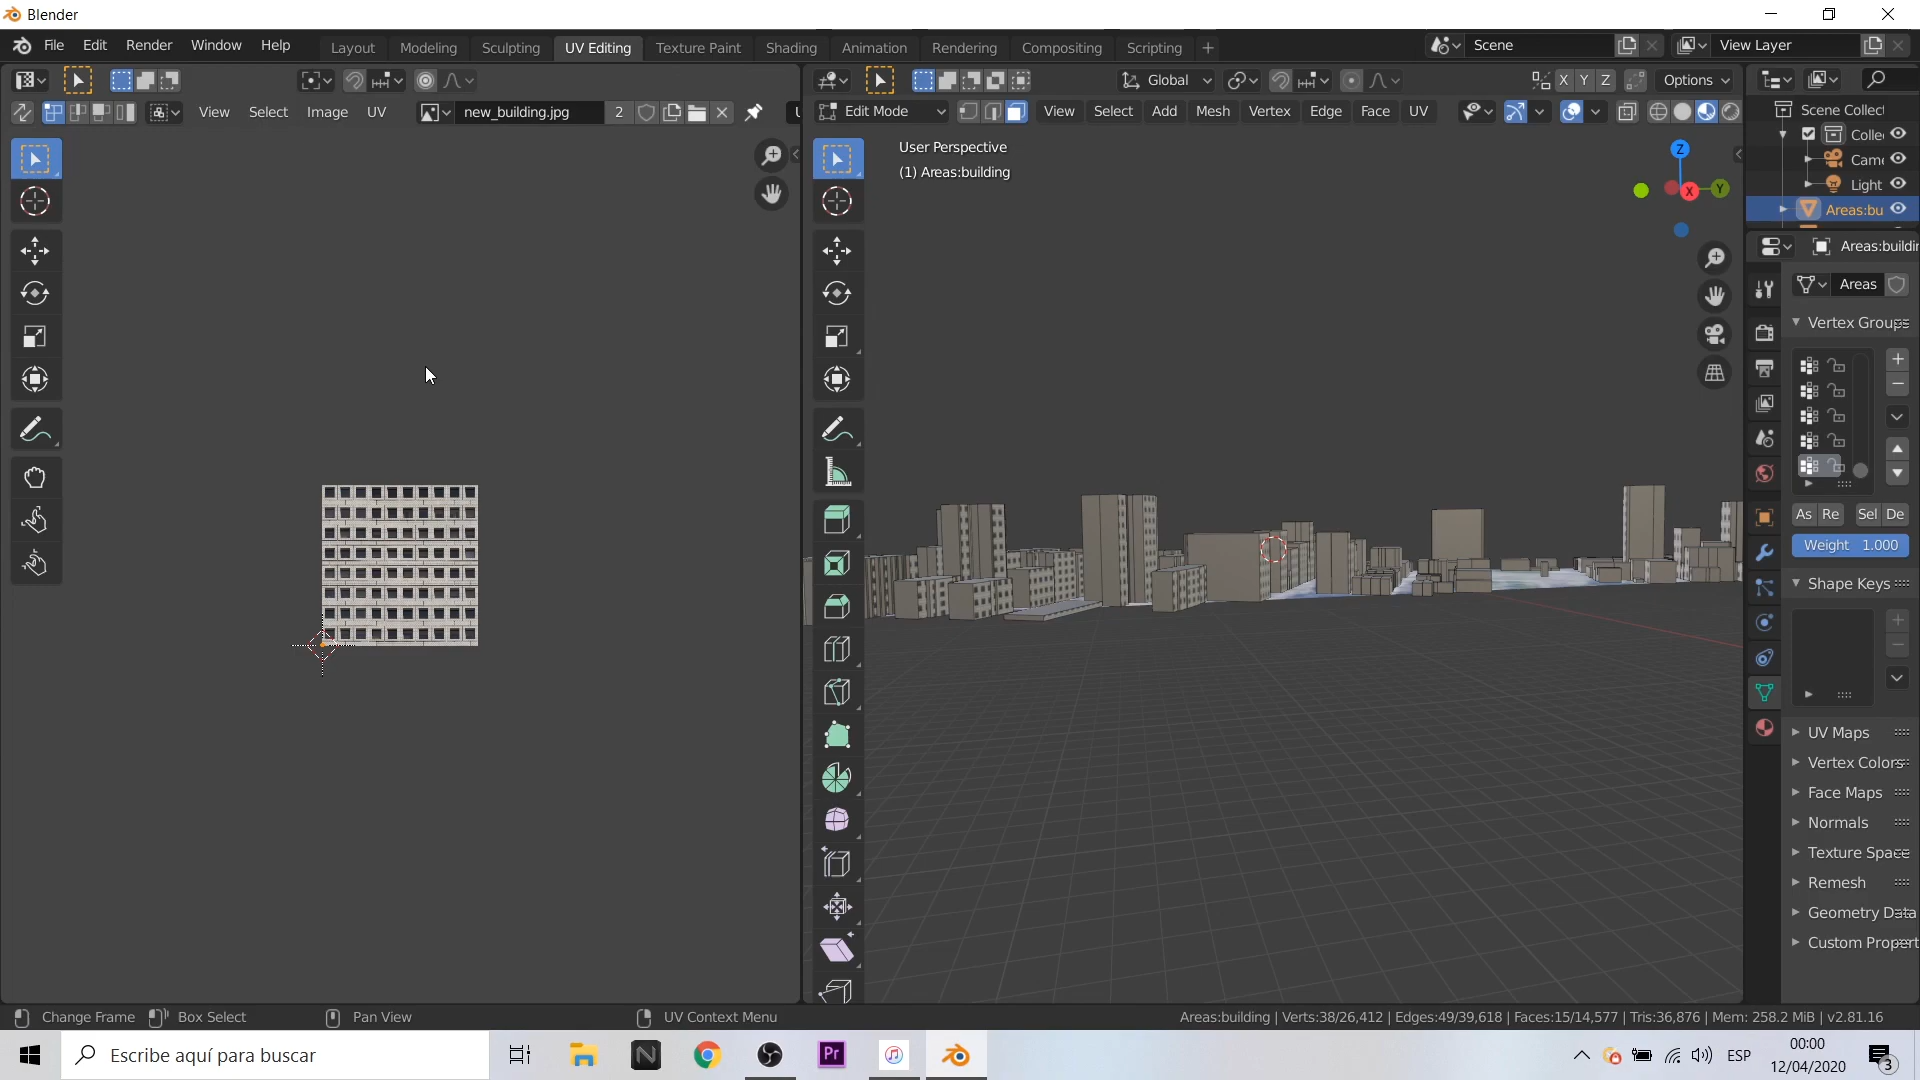 Blender
File Edit Render Window Help Layout Modeling Sculpting UV Editing Texture Paint Shading Animation Rendering Compositing Scripting + Scene View Layer
Global X Y Z Options
View Select Image UV new_building.jpg 2 Edit Mode View Select Add Mesh Vertex Edge Face UV
User Perspective
(1) Areas:building
Z
X
Y
Scene Collect
Colle
Came
Light
Areas:bu
Areas:buildin
Areas
Vertex Groups
As Re Sel De
Weight 1.000
Shape Keys
UV Maps
Vertex Colors
Face Maps
Normals
Texture Space
Remesh
Geometry Data
Custom Propert
Change Frame Box Select Pan View UV Context Menu Areas:building | Verts:38/26,412 | Edges:49/39,618 | Faces:15/14,577 | Tris:36,876 | Mem: 258.2 MiB | v2.81.16
Escribe aquí para buscar
N
Pr
ESP
00:00
12/04/2020
3